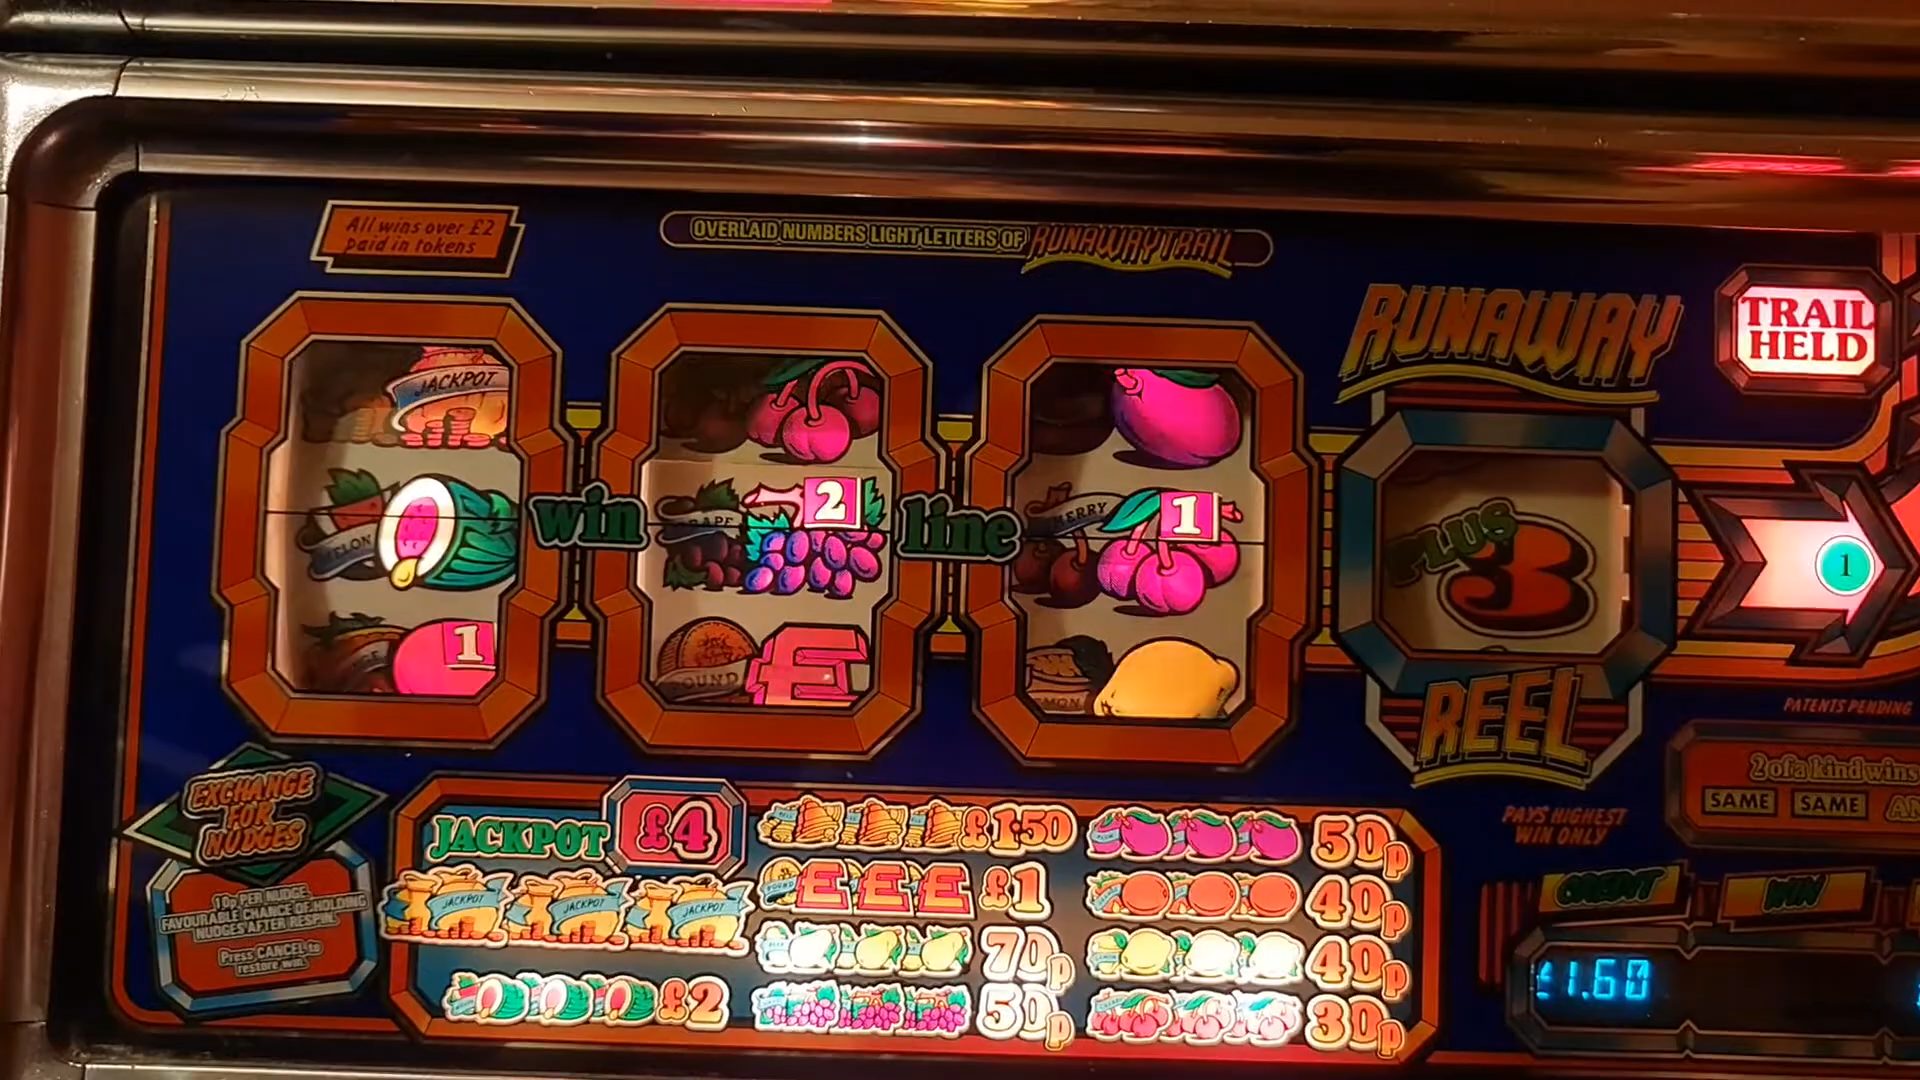 All wins over £2
paid in tokens
OVERLAID NUMBERS LIGHT LETTERS OF RUNAWAY TRAIL
RUNAWAY
TRAIL
HELD
JACKPOT
2
win
line
MELON
1
PLUS
3
1
1
POUND
REEL
PATENTS PENDING
2 of a kind wins
SAME SAME
PAYS HIGHEST
WIN ONLY
EXCHANGE
FOR
NUDGES
10p PER NUDGE
FAVOURABLE CHANCE OF HOLDING
NUDGES AFTER RESPIN.
Press CANCEL to
restore win.
JACKPOT £4
JACKPOT JACKPOT JACKPOT
£2
£1·50
£ £ £ £1
70p
50p
50p
40p
40p
30p
CREDIT
WIN
£1.60